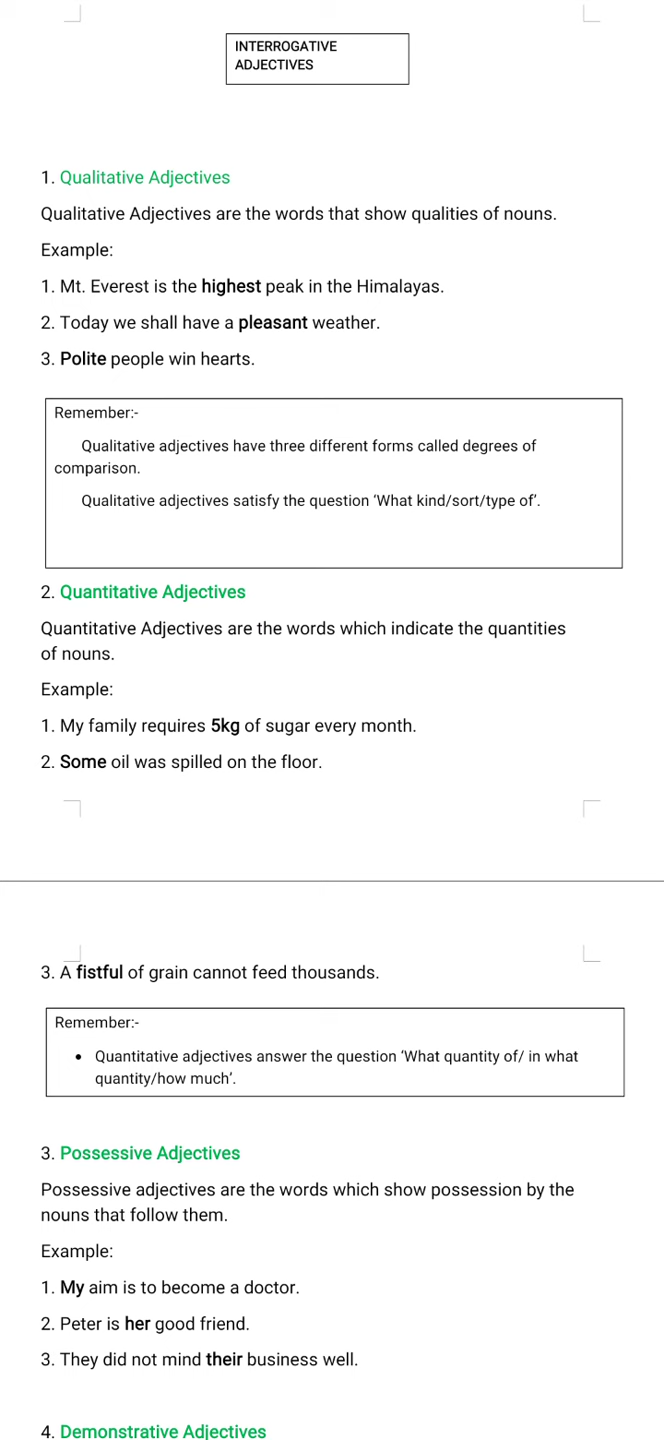 INTERROGATIVE
ADJECTIVES
1. Qualitative Adjectives
Qualitative Adjectives are the words that show qualities of nouns.
Example:
1. Mt. Everest is the highest peak in the Himalayas.
2. Today we shall have a pleasant weather.
3. Polite people win hearts.
Remember:-
Qualitative adjectives have three different forms called degrees of
comparison.
Qualitative adjectives satisfy the question ‘What kind/sort/type of’.
2. Quantitative Adjectives
Quantitative Adjectives are the words which indicate the quantities
of nouns.
Example:
1. My family requires 5kg of sugar every month.
2. Some oil was spilled on the floor.
3. A fistful of grain cannot feed thousands.
Remember:-
• Quantitative adjectives answer the question ‘What quantity of/ in what
quantity/how much’.
3. Possessive Adjectives
Possessive adjectives are the words which show possession by the
nouns that follow them.
Example:
1. My aim is to become a doctor.
2. Peter is her good friend.
3. They did not mind their business well.
4. Demonstrative Adjectives